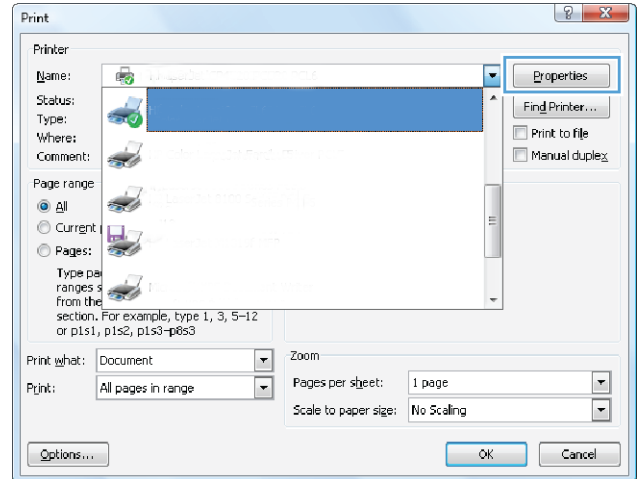 Print
Printer
Name:
Properties
Status:
Find Printer...
Type:
Where:
Print to file
Comment:
Manual duplex
Page range
All
Current
Pages:
Type pa
ranges s
from the
section. For example, type 1, 3, 5–12
or p1s1, p1s2, p1s3–p8s3
Print what: Document
Zoom
Pages per sheet: 1 page
Print: All pages in range
Scale to paper size: No Scaling
Options...
OK
Cancel